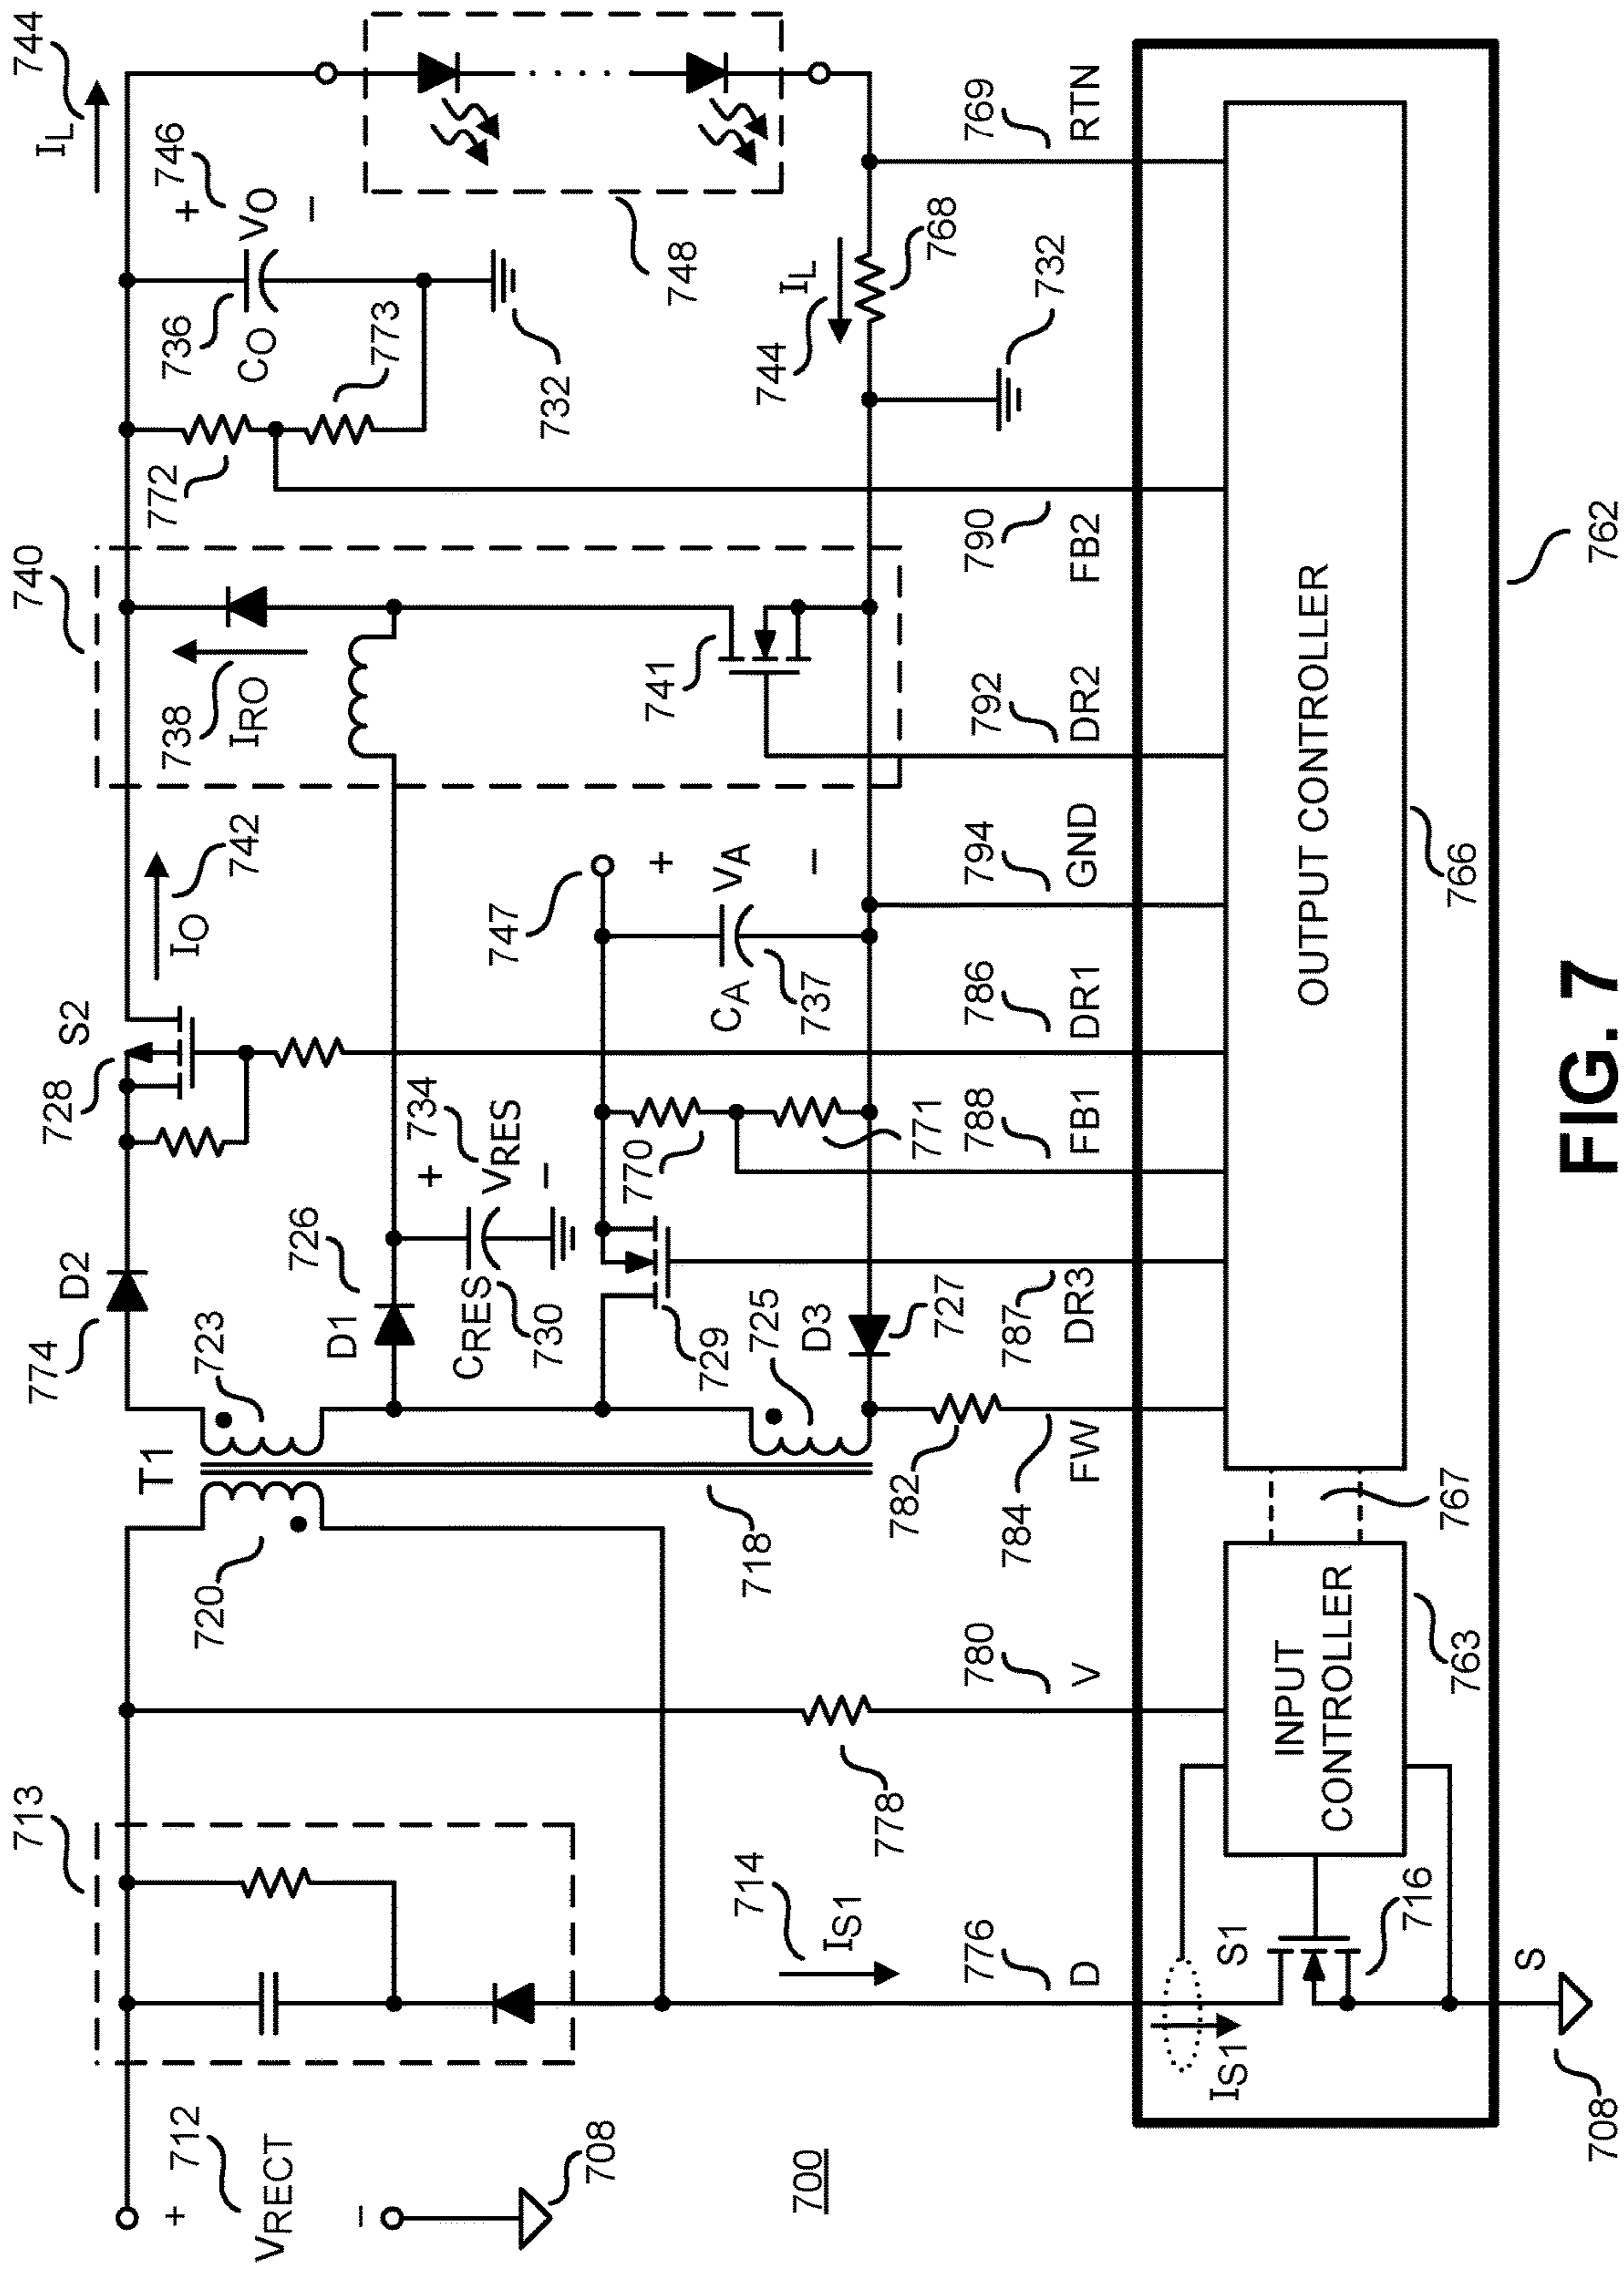 744
IL
746
+
VO
−
736
CO
773
772
732
748
IL
744
768
732
769
RTN
740
738
IRO
741
790
FB2
792
DR2
742
IO
S2
728
747
+
VA
−
CA
737
794
GND
786
DR1
734
+
VRES
−
726
D1
CRES
730
770
771
788
FB1
729
787
DR3
D2
774
723
725
D3
727
T1
720
718
782
784
FW
780
V
778
713
714
IS1
776
D
+
712
VRECT
−
708
700
OUTPUT CONTROLLER
766
762
767
INPUT
CONTROLLER
763
S1
716
IS1
S
708
FIG. 7